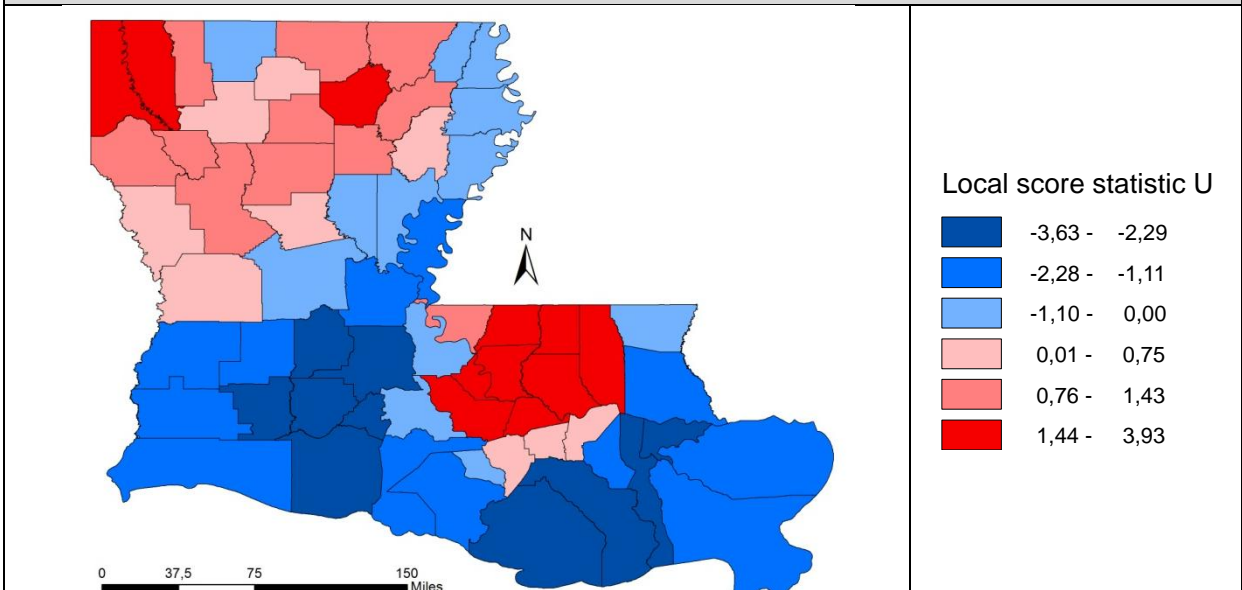 Local score statistic U
-3,63 - -2,29
-2,28 - -1,11
-1,10 - 0,00
0,01 - 0,75
0,76 - 1,43
1,44 - 3,93
N
0 37,5 75 150
Miles